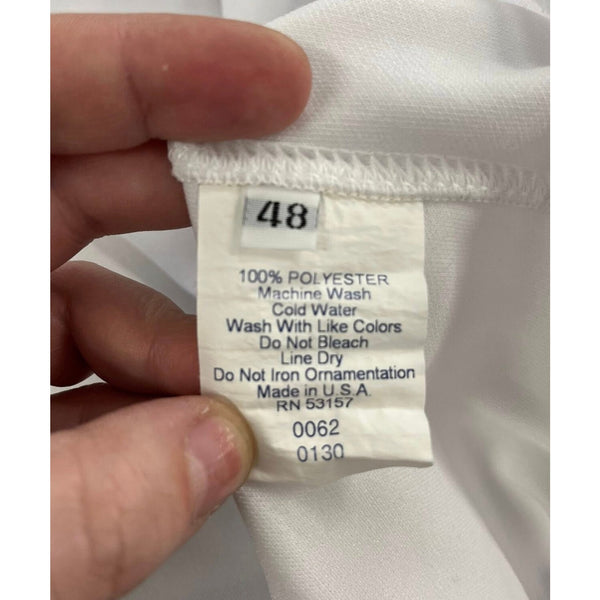 48
100% POLYESTER
Machine Wash
Cold Water
Wash With Like Colors
Do Not Bleach
Line Dry
Do Not Iron Ornamentation
Made in U.S.A.
RN 53157
0062
0130